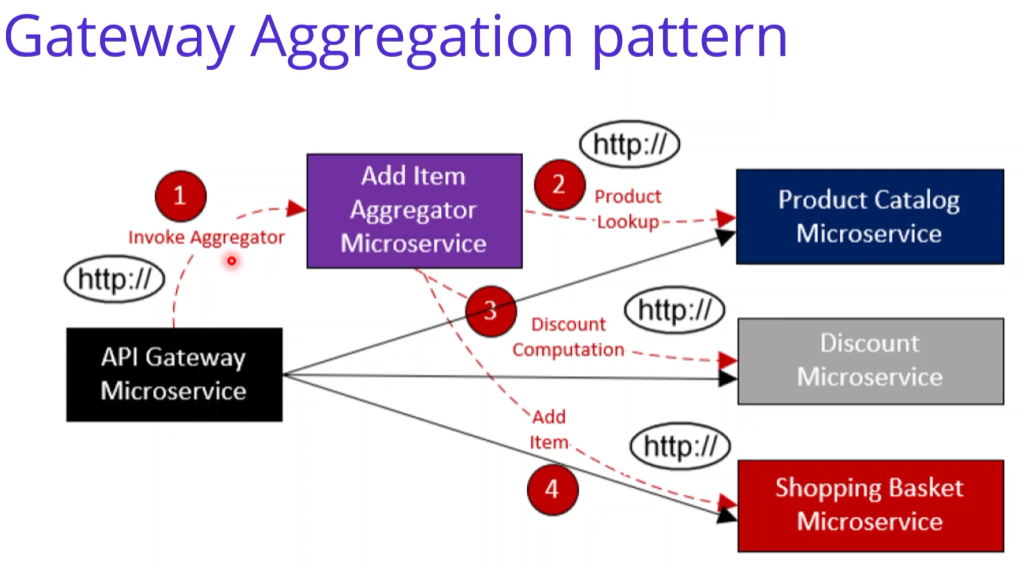 Gateway Aggregation pattern
http://
1
2
Add Item
Aggregator
Microservice
Product
Lookup
Product Catalog
Microservice
Invoke Aggregator
http://
3
http://
Discount
Computation
Discount
Microservice
API Gateway
Microservice
Add
Item
http://
4
Shopping Basket
Microservice